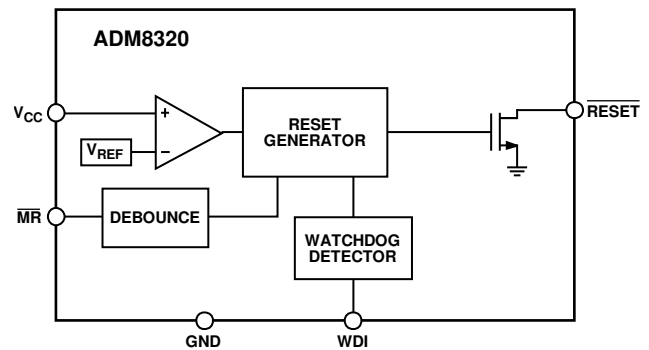 ADM8320
VCC
+
VREF
−
RESET
GENERATOR
RESET
MR
DEBOUNCE
WATCHDOG
DETECTOR
GND
WDI